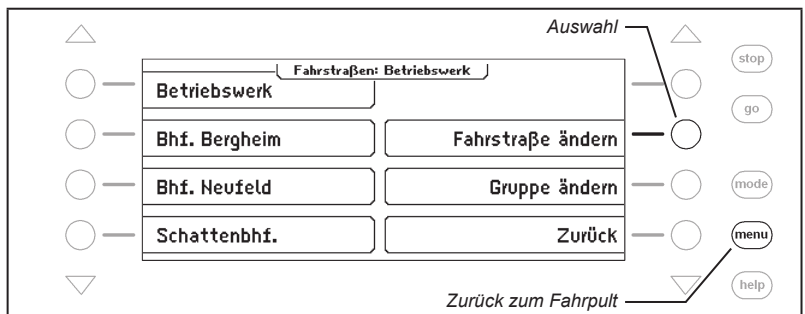 Auswahl
stop
Fahrstraßen: Betriebswerk
Betriebswerk
go
Bhf. Bergheim
Fahrstraße ändern
Bhf. Neufeld
Gruppe ändern
mode
Schattenbhf.
Zurück
menu
help
Zurück zum Fahrpult